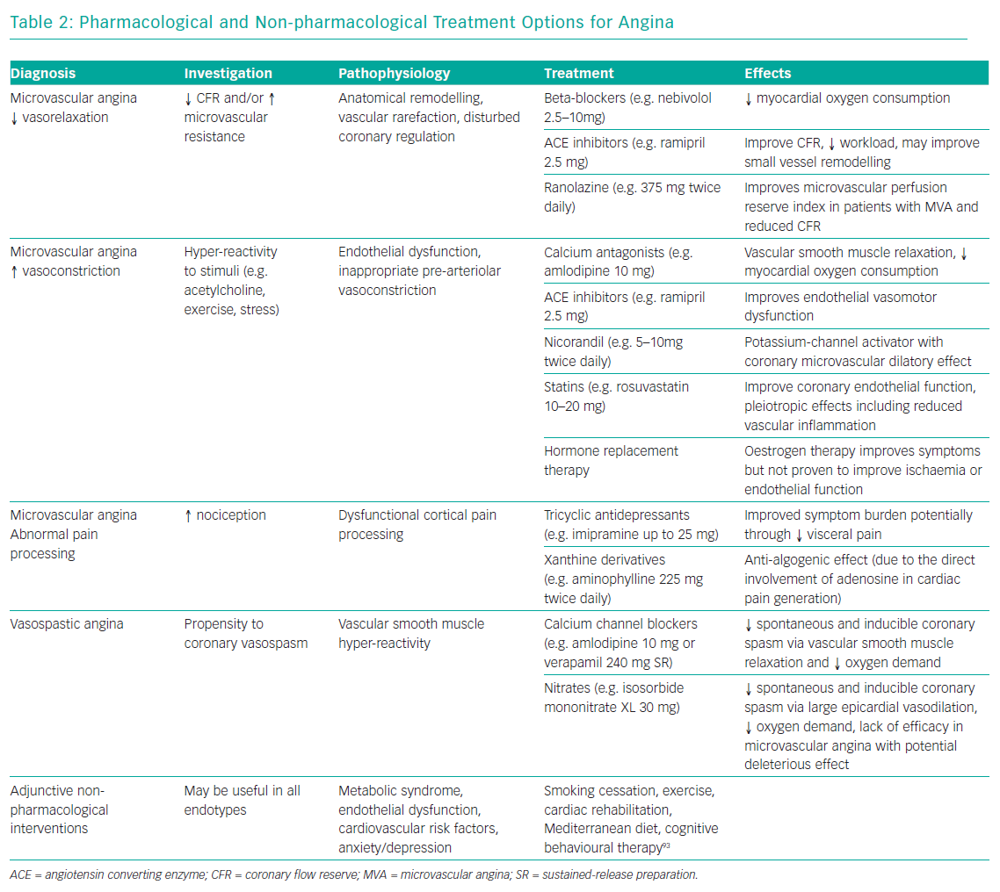 Table 2: Pharmacological and Non-pharmacological Treatment Options for Angina
Diagnosis Investigation Pathophysiology Treatment Effects
Microvascular angina
↓ vasorelaxation
↓ CFR and/or ↑
microvascular
resistance
Anatomical remodelling,
vascular rarefaction, disturbed
coronary regulation
Beta-blockers (e.g. nebivolol
2.5–10mg)
↓ myocardial oxygen consumption
ACE inhibitors (e.g. ramipril
2.5 mg)
Improve CFR, ↓ workload, may improve
small vessel remodelling
Ranolazine (e.g. 375 mg twice
daily)
Improves microvascular perfusion
reserve index in patients with MVA and
reduced CFR
Microvascular angina
↑ vasoconstriction
Hyper-reactivity
to stimuli (e.g.
acetylcholine,
exercise, stress)
Endothelial dysfunction,
inappropriate pre-arteriolar
vasoconstriction
Calcium antagonists (e.g.
amlodipine 10 mg)
Vascular smooth muscle relaxation, ↓
myocardial oxygen consumption
ACE inhibitors (e.g. ramipril
2.5 mg)
Improves endothelial vasomotor
dysfunction
Nicorandil (e.g. 5–10mg
twice daily)
Potassium-channel activator with
coronary microvascular dilatory effect
Statins (e.g. rosuvastatin
10–20 mg)
Improve coronary endothelial function,
pleiotropic effects including reduced
vascular inflammation
Hormone replacement
therapy
Oestrogen therapy improves symptoms
but not proven to improve ischaemia or
endothelial function
Microvascular angina
Abnormal pain
processing
↑ nociception
Dysfunctional cortical pain
processing
Tricyclic antidepressants
(e.g. imipramine up to 25 mg)
Improved symptom burden potentially
through ↓ visceral pain
Xanthine derivatives
(e.g. aminophylline 225 mg
twice daily)
Anti-algogenic effect (due to the direct
involvement of adenosine in cardiac
pain generation)
Vasospastic angina
Propensity to
coronary vasospasm
Vascular smooth muscle
hyper-reactivity
Calcium channel blockers
(e.g. amlodipine 10 mg or
verapamil 240 mg SR)
↓ spontaneous and inducible coronary
spasm via vascular smooth muscle
relaxation and ↓ oxygen demand
Nitrates (e.g. isosorbide
mononitrate XL 30 mg)
↓ spontaneous and inducible coronary
spasm via large epicardial vasodilation,
↓ oxygen demand, lack of efficacy in
microvascular angina with potential
deleterious effect
Adjunctive non-
pharmacological
interventions
May be useful in all
endotypes
Metabolic syndrome,
endothelial dysfunction,
cardiovascular risk factors,
anxiety/depression
Smoking cessation, exercise,
cardiac rehabilitation,
Mediterranean diet, cognitive
behavioural therapy⁹³
ACE = angiotensin converting enzyme; CFR = coronary flow reserve; MVA = microvascular angina; SR = sustained-release preparation.